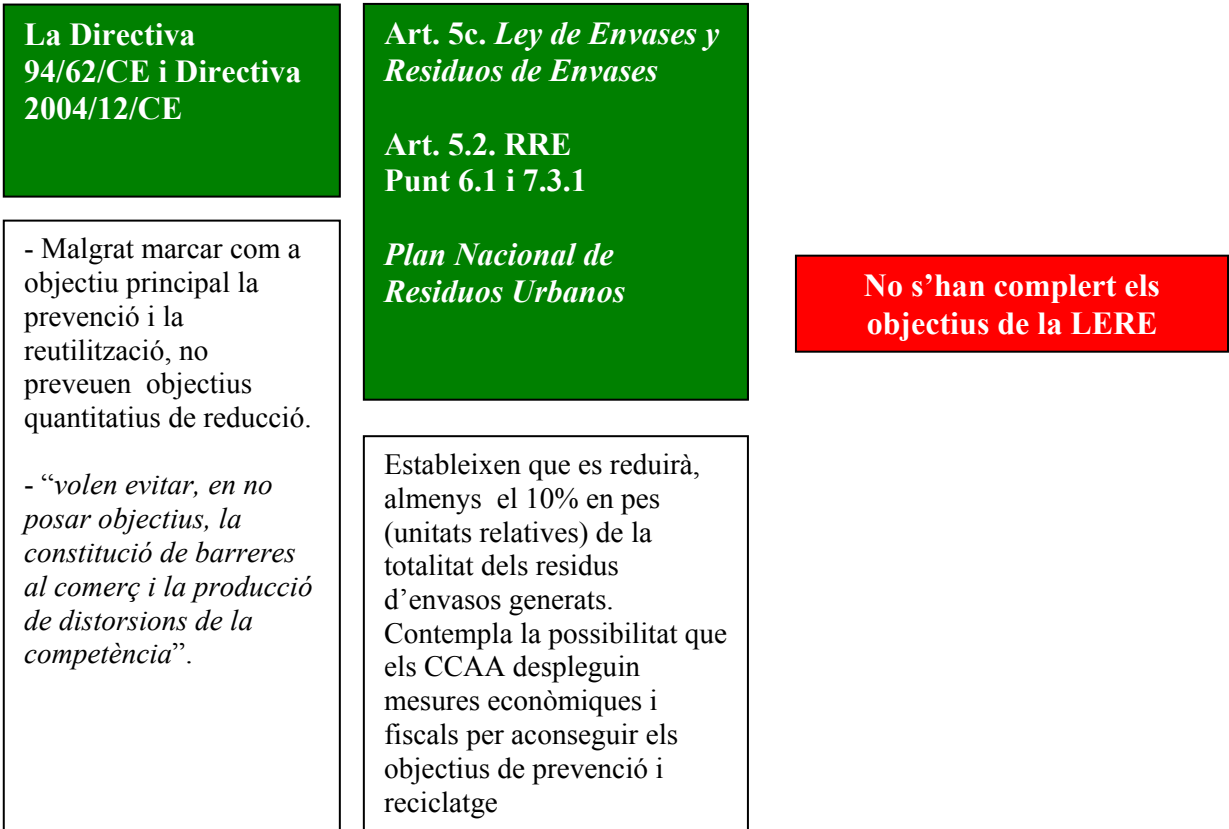 La Directiva
94/62/CE i Directiva
2004/12/CE
- Malgrat marcar com a
objectiu principal la
prevenció i la
reutilització, no
preveuen objectius
quantitatius de reducció.
- “volen evitar, en no
posar objectius, la
constitució de barreres
al comerç i la producció
de distorsions de la
competència”.
Art. 5c. Ley de Envases y
Residuos de Envases
Art. 5.2. RRE
Punt 6.1 i 7.3.1
Plan Nacional de
Residuos Urbanos
Estableixen que es reduirà,
almenys el 10% en pes
(unitats relatives) de la
totalitat dels residus
d’envasos generats.
Contempla la possibilitat que
els CCAA despleguin
mesures econòmiques i
fiscals per aconseguir els
objectius de prevenció i
reciclatge
No s’han complert els
objectius de la LERE